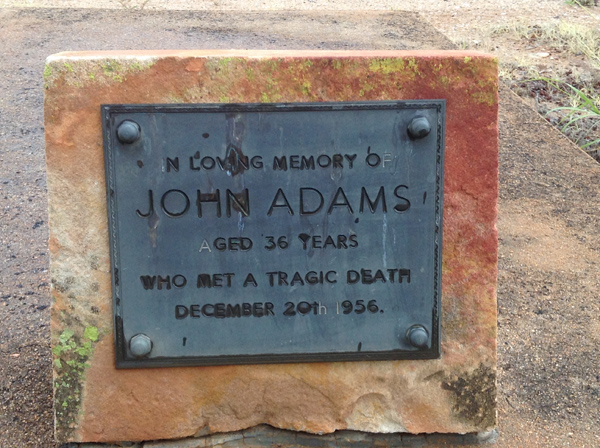 IN LOVING MEMORY OF
JOHN ADAMS
AGED 36 YEARS
WHO MET A TRAGIC DEATH
DECEMBER 20th 1956.